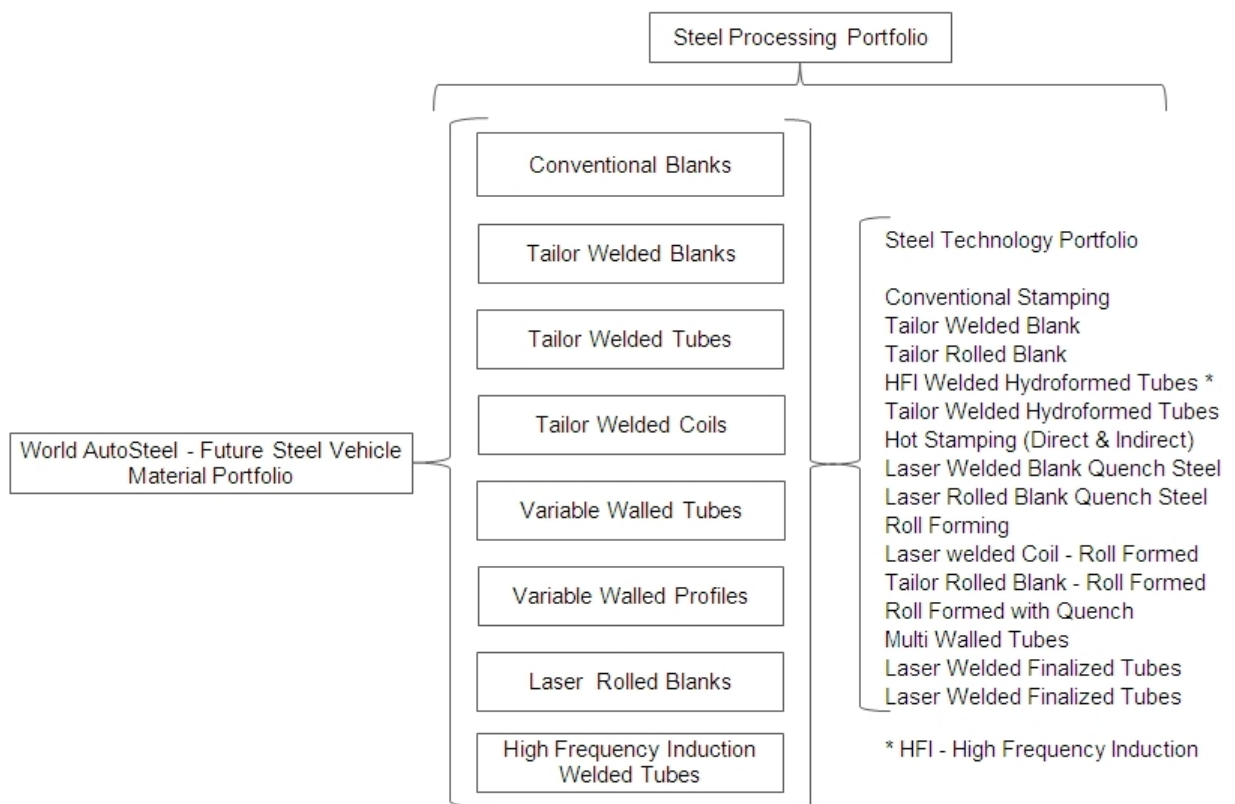 Steel Processing Portfolio
World AutoSteel - Future Steel Vehicle
Material Portfolio
Conventional Blanks
Tailor Welded Blanks
Tailor Welded Tubes
Tailor Welded Coils
Variable Walled Tubes
Variable Walled Profiles
Laser Rolled Blanks
High Frequency Induction
Welded Tubes
Steel Technology Portfolio
Conventional Stamping
Tailor Welded Blank
Tailor Rolled Blank
HFI Welded Hydroformed Tubes *
Tailor Welded Hydroformed Tubes
Hot Stamping (Direct & Indirect)
Laser Welded Blank Quench Steel
Laser Rolled Blank Quench Steel
Roll Forming
Laser welded Coil - Roll Formed
Tailor Rolled Blank - Roll Formed
Roll Formed with Quench
Multi Walled Tubes
Laser Welded Finalized Tubes
Laser Welded Finalized Tubes
* HFI - High Frequency Induction